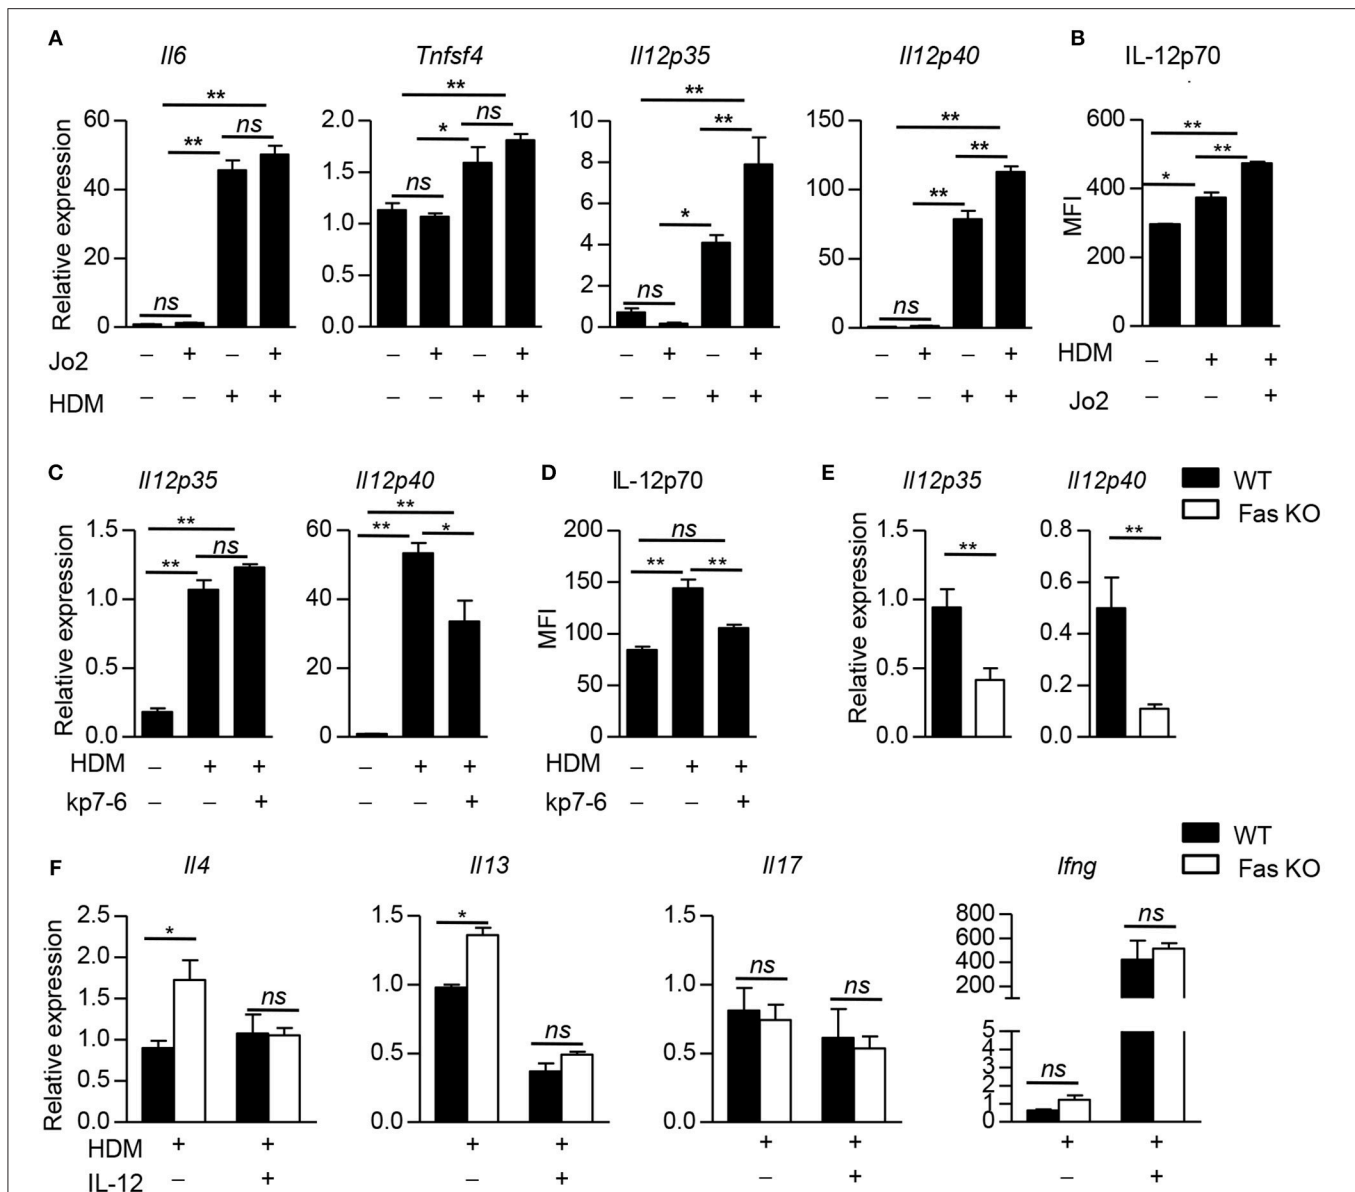 A
Il6
Tnfsf4
Il12p35
Il12p40
B
IL-12p70
Relative expression
60
40
20
0
**
**
ns
ns
2.0
1.5
1.0
0.5
0.0
**
*
ns
ns
10
8
6
4
2
0
**
**
*
ns
150
100
50
0
**
**
**
ns
MFI
600
400
200
0
**
**
*
Jo2 – + – + – + – + – + – + – + – +
HDM – – + + – – + + – – + + – – + +
HDM – + +
Jo2 – – +
C
Il12p35
Il12p40
D
IL-12p70
E
Il12p35
Il12p40
WT
Fas KO
Relative expression
1.5
1.0
0.5
0.0
**
**
ns
60
40
20
0
**
**
*
MFI
200
150
100
50
0
ns
**
**
Relative expression
1.5
1.0
0.5
0.0
**
0.8
0.6
0.4
0.2
0.0
**
HDM – + + – + +
kp7-6 – – + – – +
HDM – + +
kp7-6 – – +
WT
Fas KO
F
Il4
Il13
Il17
Ifng
Relative expression
2.5
2.0
1.5
1.0
0.5
0.0
*
ns
1.5
1.0
0.5
0.0
*
ns
1.5
1.0
0.5
0.0
ns
ns
800
600
400
200
5
4
3
2
1
0
ns
ns
HDM + + + + + + + +
IL-12 – + – + – + – +